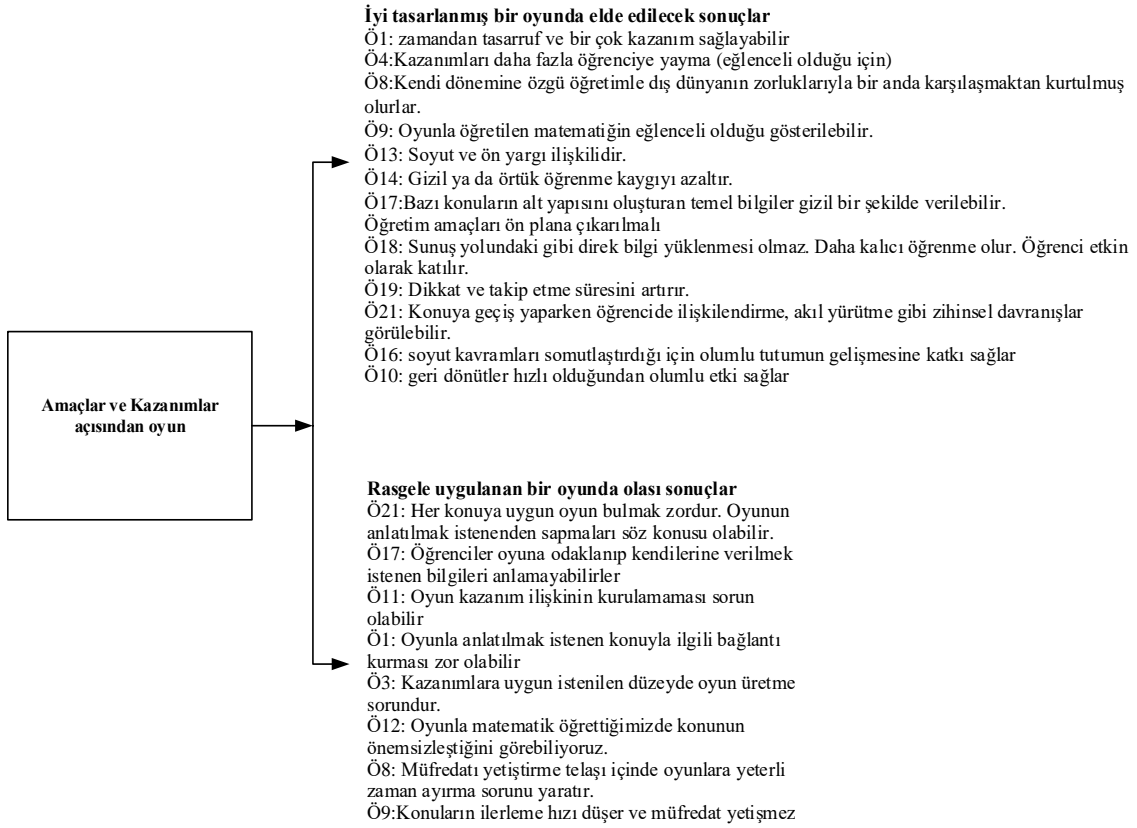 İyi tasarlanmış bir oyunda elde edilecek sonuçlar
Ö1: zamandan tasarruf ve bir çok kazanım sağlayabilir
Ö4:Kazanımları daha fazla öğrenciye yayma (eğlenceli olduğu için)
Ö8:Kendi dönemine özgü öğretimle dış dünyanın zorluklarıyla bir anda karşılaşmaktan kurtulmuş
olurlar.
Ö9: Oyunla öğretilen matematiğin eğlenceli olduğu gösterilebilir.
Ö13: Soyut ve ön yargı ilişkilidir.
Ö14: Gizil ya da örtük öğrenme kaygıyı azaltır.
Ö17:Bazı konuların alt yapısını oluşturan temel bilgiler gizil bir şekilde verilebilir.
Öğretim amaçları ön plana çıkarılmalı
Ö18: Sunuş yolundaki gibi direk bilgi yüklenmesi olmaz. Daha kalıcı öğrenme olur. Öğrenci etkin
olarak katılır.
Ö19: Dikkat ve takip etme süresini artırır.
Ö21: Konuya geçiş yaparken öğrencide ilişkilendirme, akıl yürütme gibi zihinsel davranışlar
görülebilir.
Ö16: soyut kavramları somutlaştırdığı için olumlu tutumun gelişmesine katkı sağlar
Ö10: geri dönütler hızlı olduğundan olumlu etki sağlar
Amaçlar ve Kazanımlar
açısından oyun
Rasgele uygulanan bir oyunda olası sonuçlar
Ö21: Her konuya uygun oyun bulmak zordur. Oyunun
anlatılmak istenenden sapmaları söz konusu olabilir.
Ö17: Öğrenciler oyuna odaklanıp kendilerine verilmek
istenen bilgileri anlamayabilirler
Ö11: Oyun kazanım ilişkinin kurulamaması sorun
olabilir
Ö1: Oyunla anlatılmak istenen konuyla ilgili bağlantı
kurması zor olabilir
Ö3: Kazanımlara uygun istenilen düzeyde oyun üretme
sorundur.
Ö12: Oyunla matematik öğrettiğimizde konunun
önemsizleştiğini görebiliyoruz.
Ö8: Müfredatı yetiştirme telaşı içinde oyunlara yeterli
zaman ayırma sorunu yaratır.
Ö9:Konuların ilerleme hızı düşer ve müfredat yetişmez